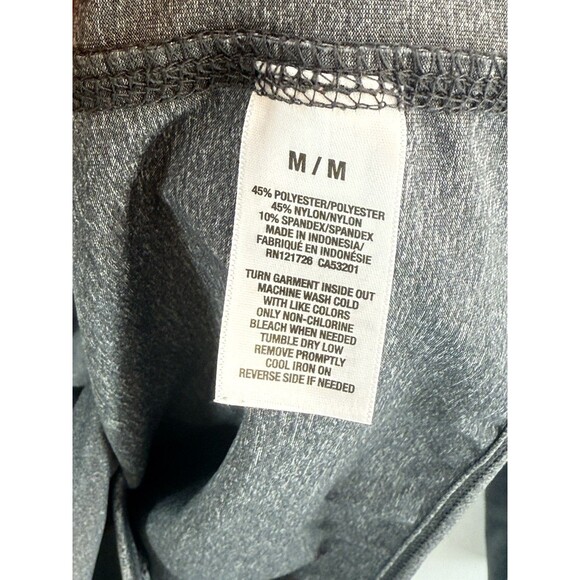 M / M
45% POLYESTER/POLYESTER
45% NYLON/NYLON
10% SPANDEX/SPANDEX
MADE IN INDONESIA/
FABRIQUÉ EN INDONÉSIE
RN121726 CA53201
TURN GARMENT INSIDE OUT
MACHINE WASH COLD
WITH LIKE COLORS
ONLY NON-CHLORINE
BLEACH WHEN NEEDED
TUMBLE DRY LOW
REMOVE PROMPTLY
COOL IRON ON
REVERSE SIDE IF NEEDED